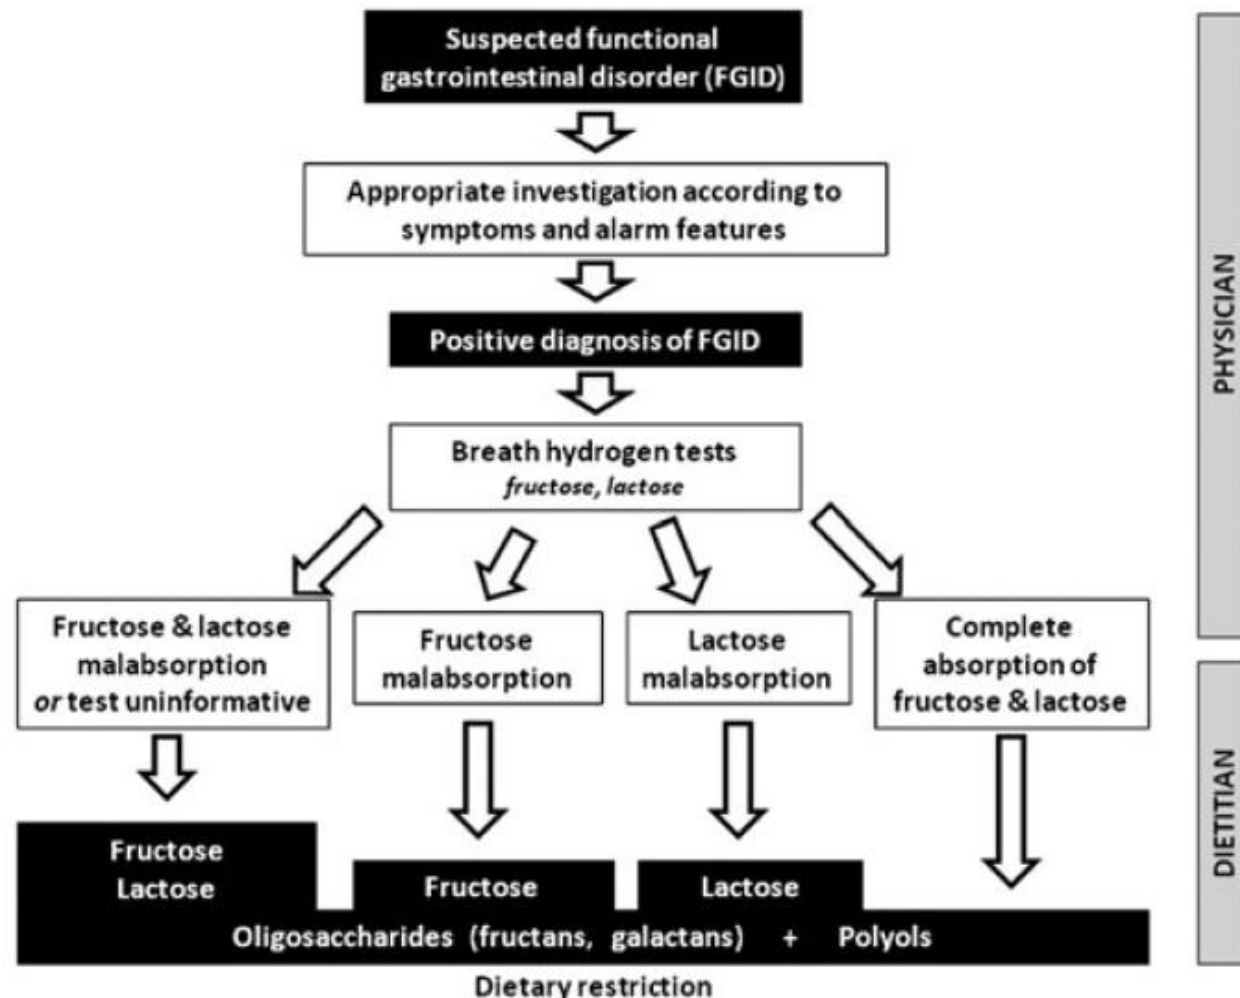 Suspected functional
gastrointestinal disorder (FGID)
Appropriate investigation according to
symptoms and alarm features
Positive diagnosis of FGID
Breath hydrogen tests
fructose, lactose
Fructose & lactose
malabsorption
or test uninformative
Fructose
malabsorption
Lactose
malabsorption
Complete
absorption of
fructose & lactose
Fructose
Lactose
Fructose
Lactose
Oligosaccharides (fructans, galactans) + Polyols
Dietary restriction
PHYSICIAN
DIETITIAN